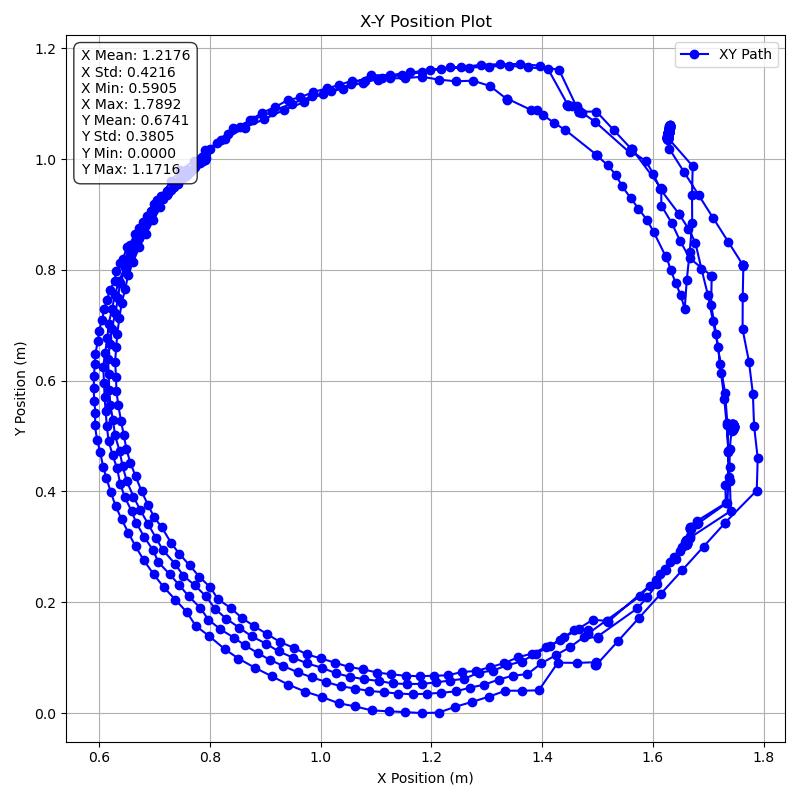 X-Y Position Plot
X Mean: 1.2176
X Std: 0.4216
X Min: 0.5905
X Max: 1.7892
Y Mean: 0.6741
Y Std: 0.3805
Y Min: 0.0000
Y Max: 1.1716
XY Path
Y Position (m)
1.2
1.0
0.8
0.6
0.4
0.2
0.0
0.6 0.8 1.0 1.2 1.4 1.6 1.8
X Position (m)